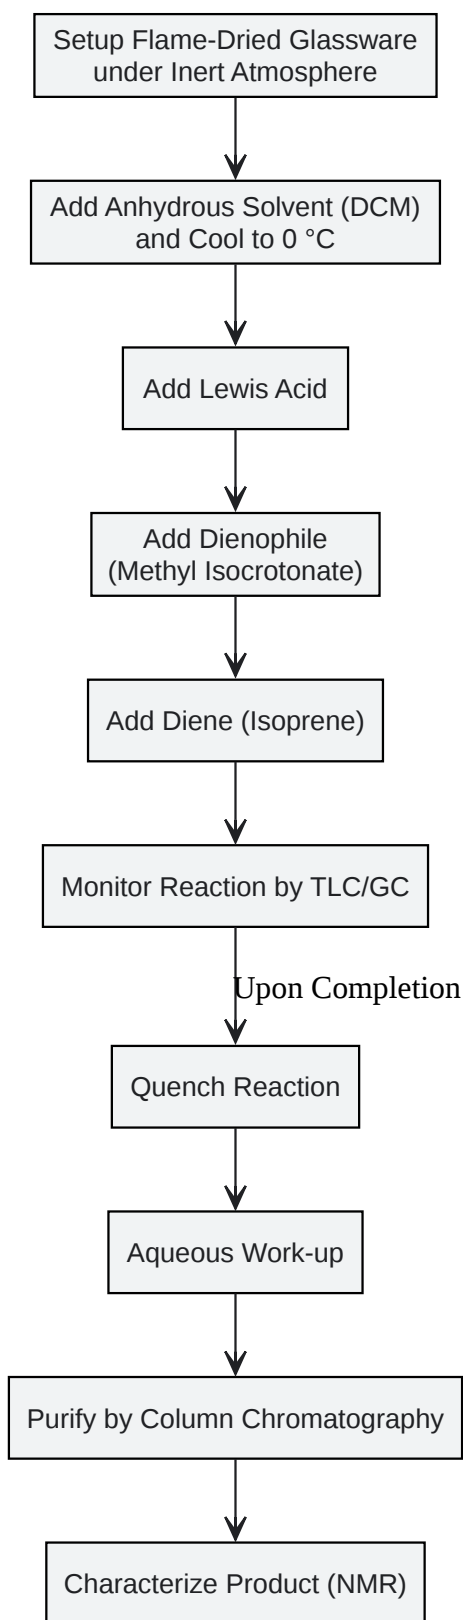 Setup Flame-Dried Glassware
under Inert Atmosphere
Add Anhydrous Solvent (DCM)
and Cool to 0 °C
Add Lewis Acid
Add Dienophile
(Methyl Isocrotonate)
Add Diene (Isoprene)
Monitor Reaction by TLC/GC
Upon Completion
Quench Reaction
Aqueous Work-up
Purify by Column Chromatography
Characterize Product (NMR)